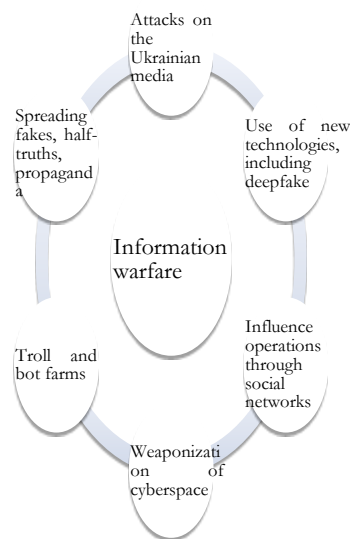 Attacks on
the
Ukrainian
media
Use of new
technologies,
including
deepfake
Influence
operations
through
social
networks
Weaponizati
on of
cyberspace
Troll and
bot farms
Spreading
fakes, half-
truths,
propagand
a
Information
warfare